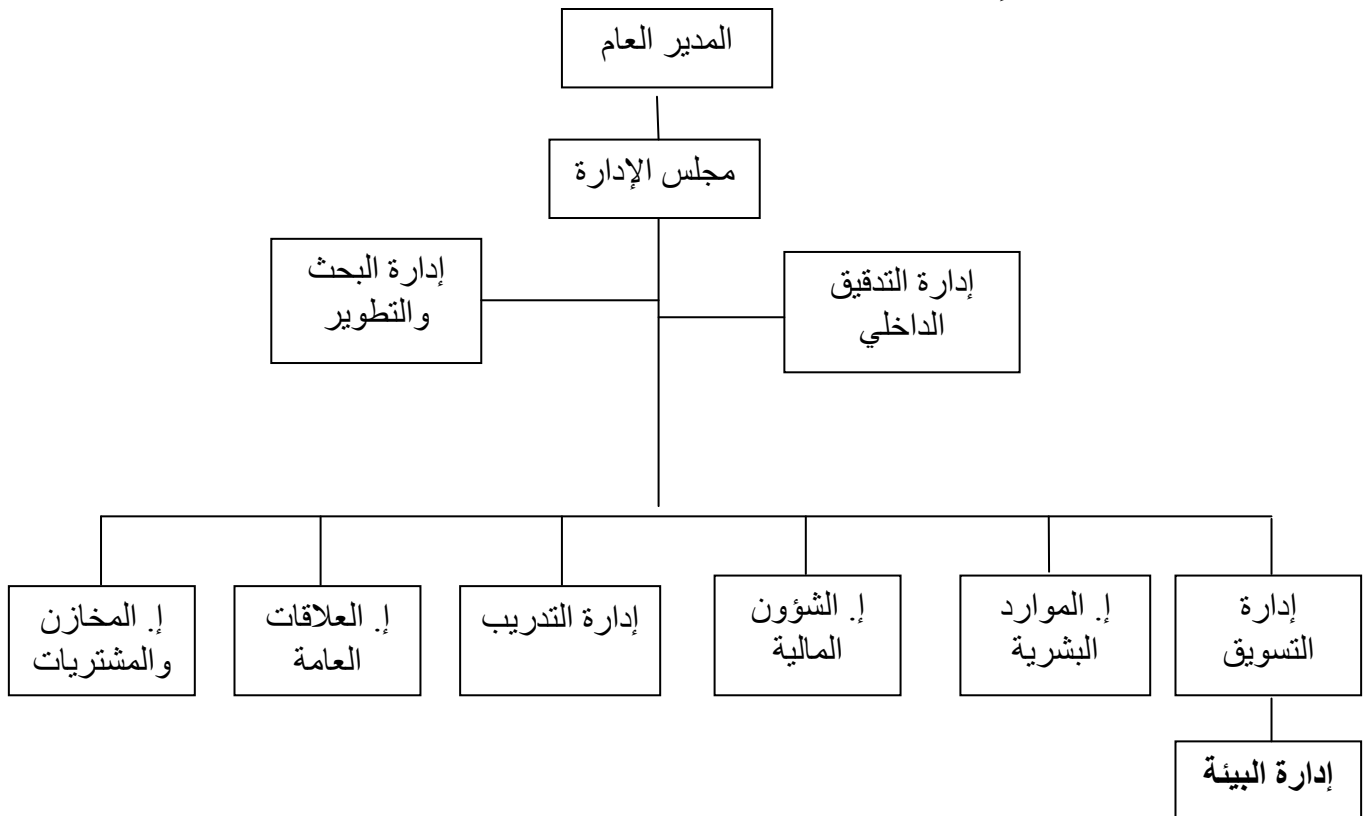 المدير العام
مجلس الإدارة
إدارة التدقيق
الداخلي
إدارة البحث
والتطوير
إدارة
التسويق
إ. الموارد
البشرية
إ. الشؤون
المالية
إدارة التدريب
إ. العلاقات
العامة
إ. المخازن
والمشتريات
إدارة البيئة